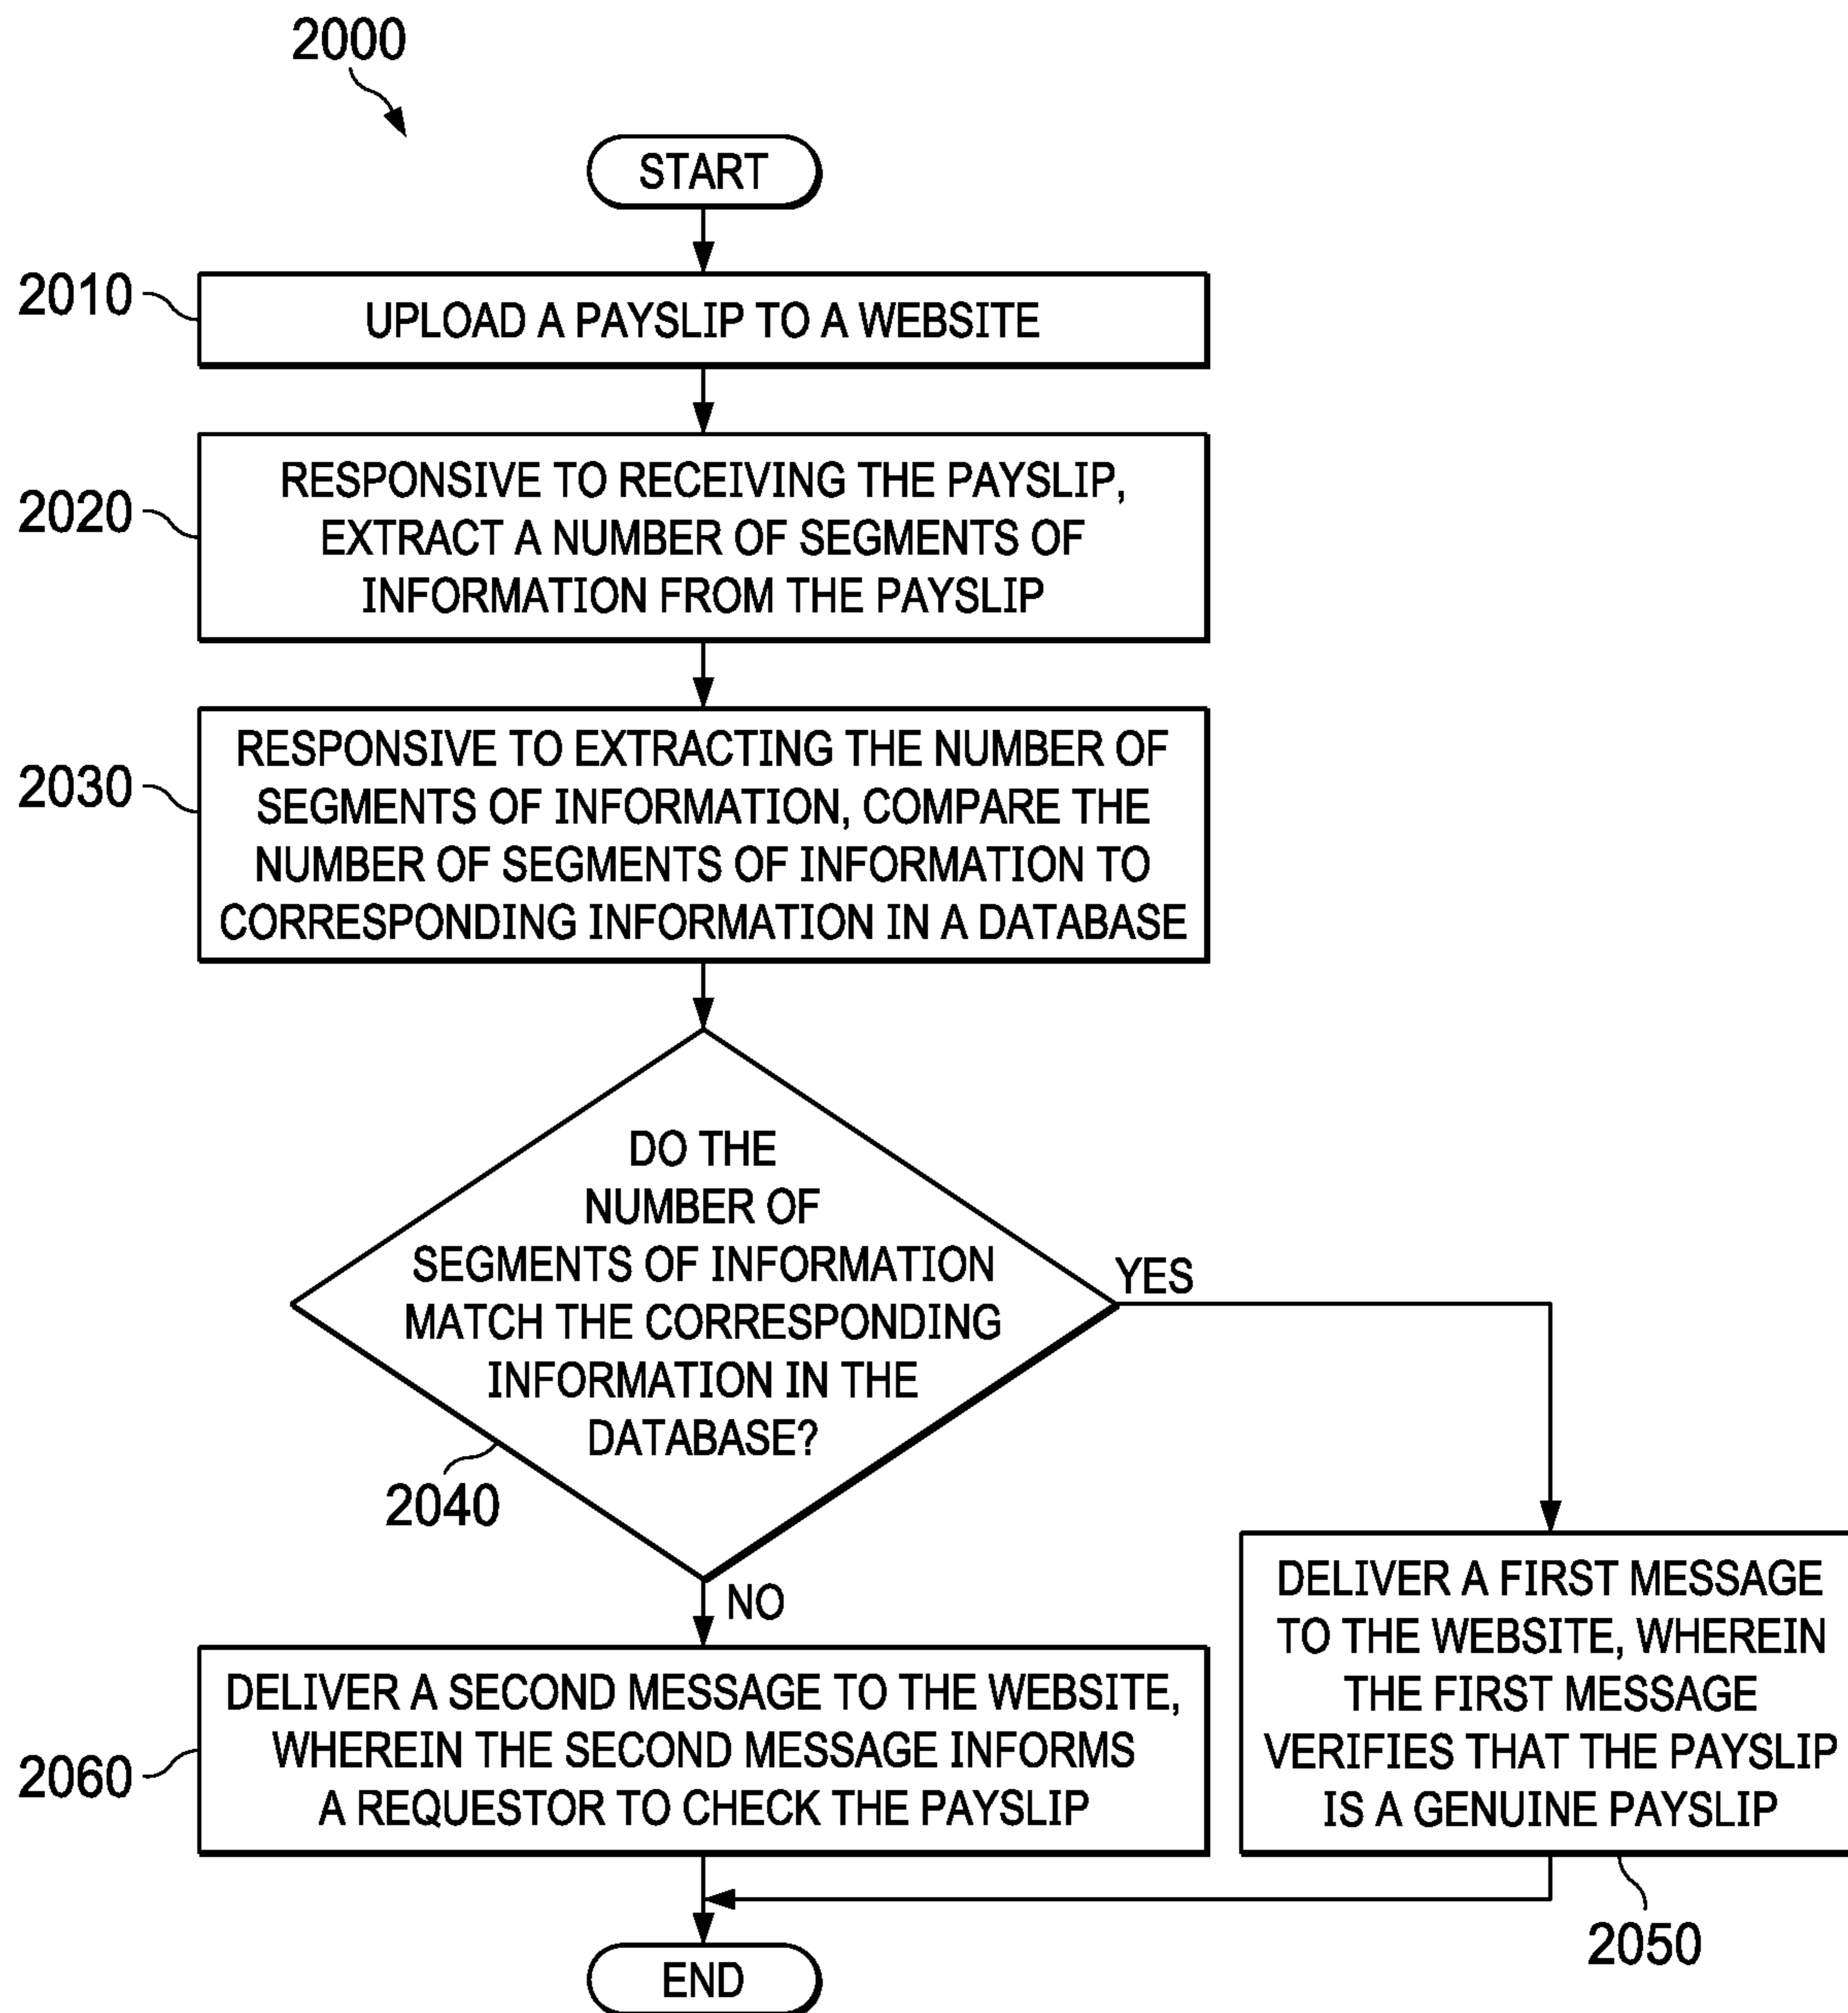 2000
START
2010
UPLOAD A PAYSLIP TO A WEBSITE
2020
RESPONSIVE TO RECEIVING THE PAYSLIP,
EXTRACT A NUMBER OF SEGMENTS OF
INFORMATION FROM THE PAYSLIP
2030
RESPONSIVE TO EXTRACTING THE NUMBER OF
SEGMENTS OF INFORMATION, COMPARE THE
NUMBER OF SEGMENTS OF INFORMATION TO
CORRESPONDING INFORMATION IN A DATABASE
DO THE
NUMBER OF
SEGMENTS OF INFORMATION
MATCH THE CORRESPONDING
INFORMATION IN THE
DATABASE?
2040
YES
NO
DELIVER A FIRST MESSAGE
TO THE WEBSITE, WHEREIN
THE FIRST MESSAGE
VERIFIES THAT THE PAYSLIP
IS A GENUINE PAYSLIP
2050
2060
DELIVER A SECOND MESSAGE TO THE WEBSITE,
WHEREIN THE SECOND MESSAGE INFORMS
A REQUESTOR TO CHECK THE PAYSLIP
END